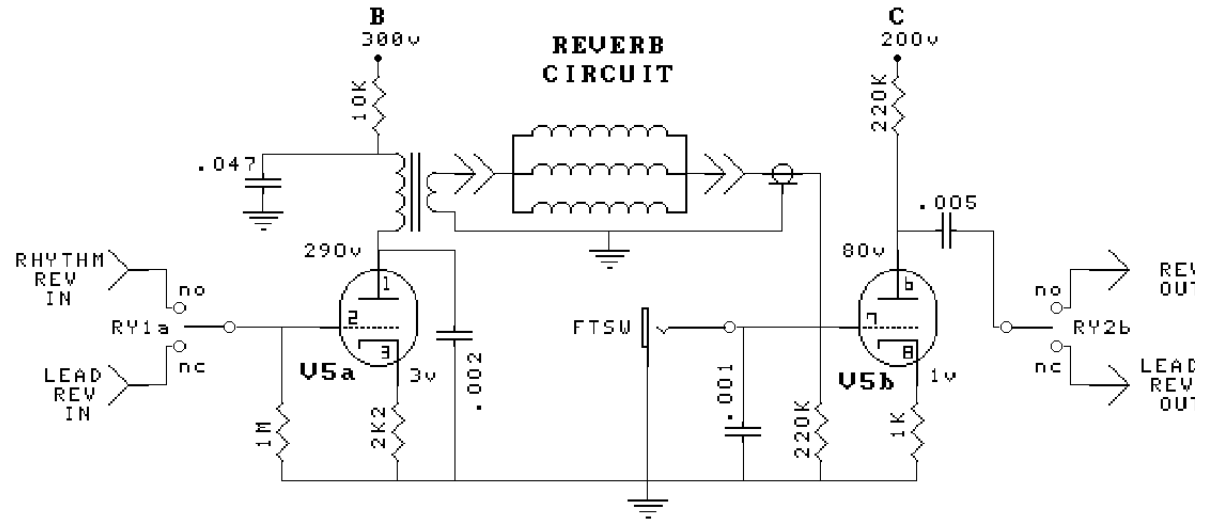 B
300v
REVERB
CIRCUIT
C
200v
10K
220K
.047
.005
290v
80v
RHYTHM
REV
IN
no
RY1a
nc
LEAD
REV
IN
1
2
3
V5a
3v
.002
1M
2K2
FTSW
.001
220K
6
7
8
V5b
1v
1K
no
RY2b
nc
REV
OUT
LEAD
REV
OUT